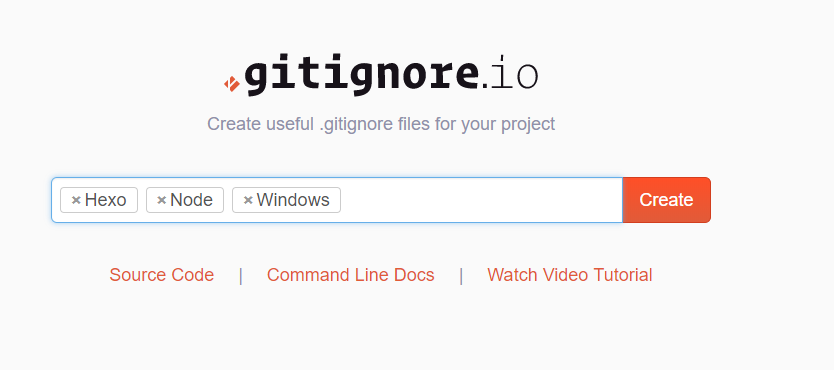 .gitignore.io
Create useful .gitignore files for your project
× Hexo × Node × Windows Create
Source Code | Command Line Docs | Watch Video Tutorial